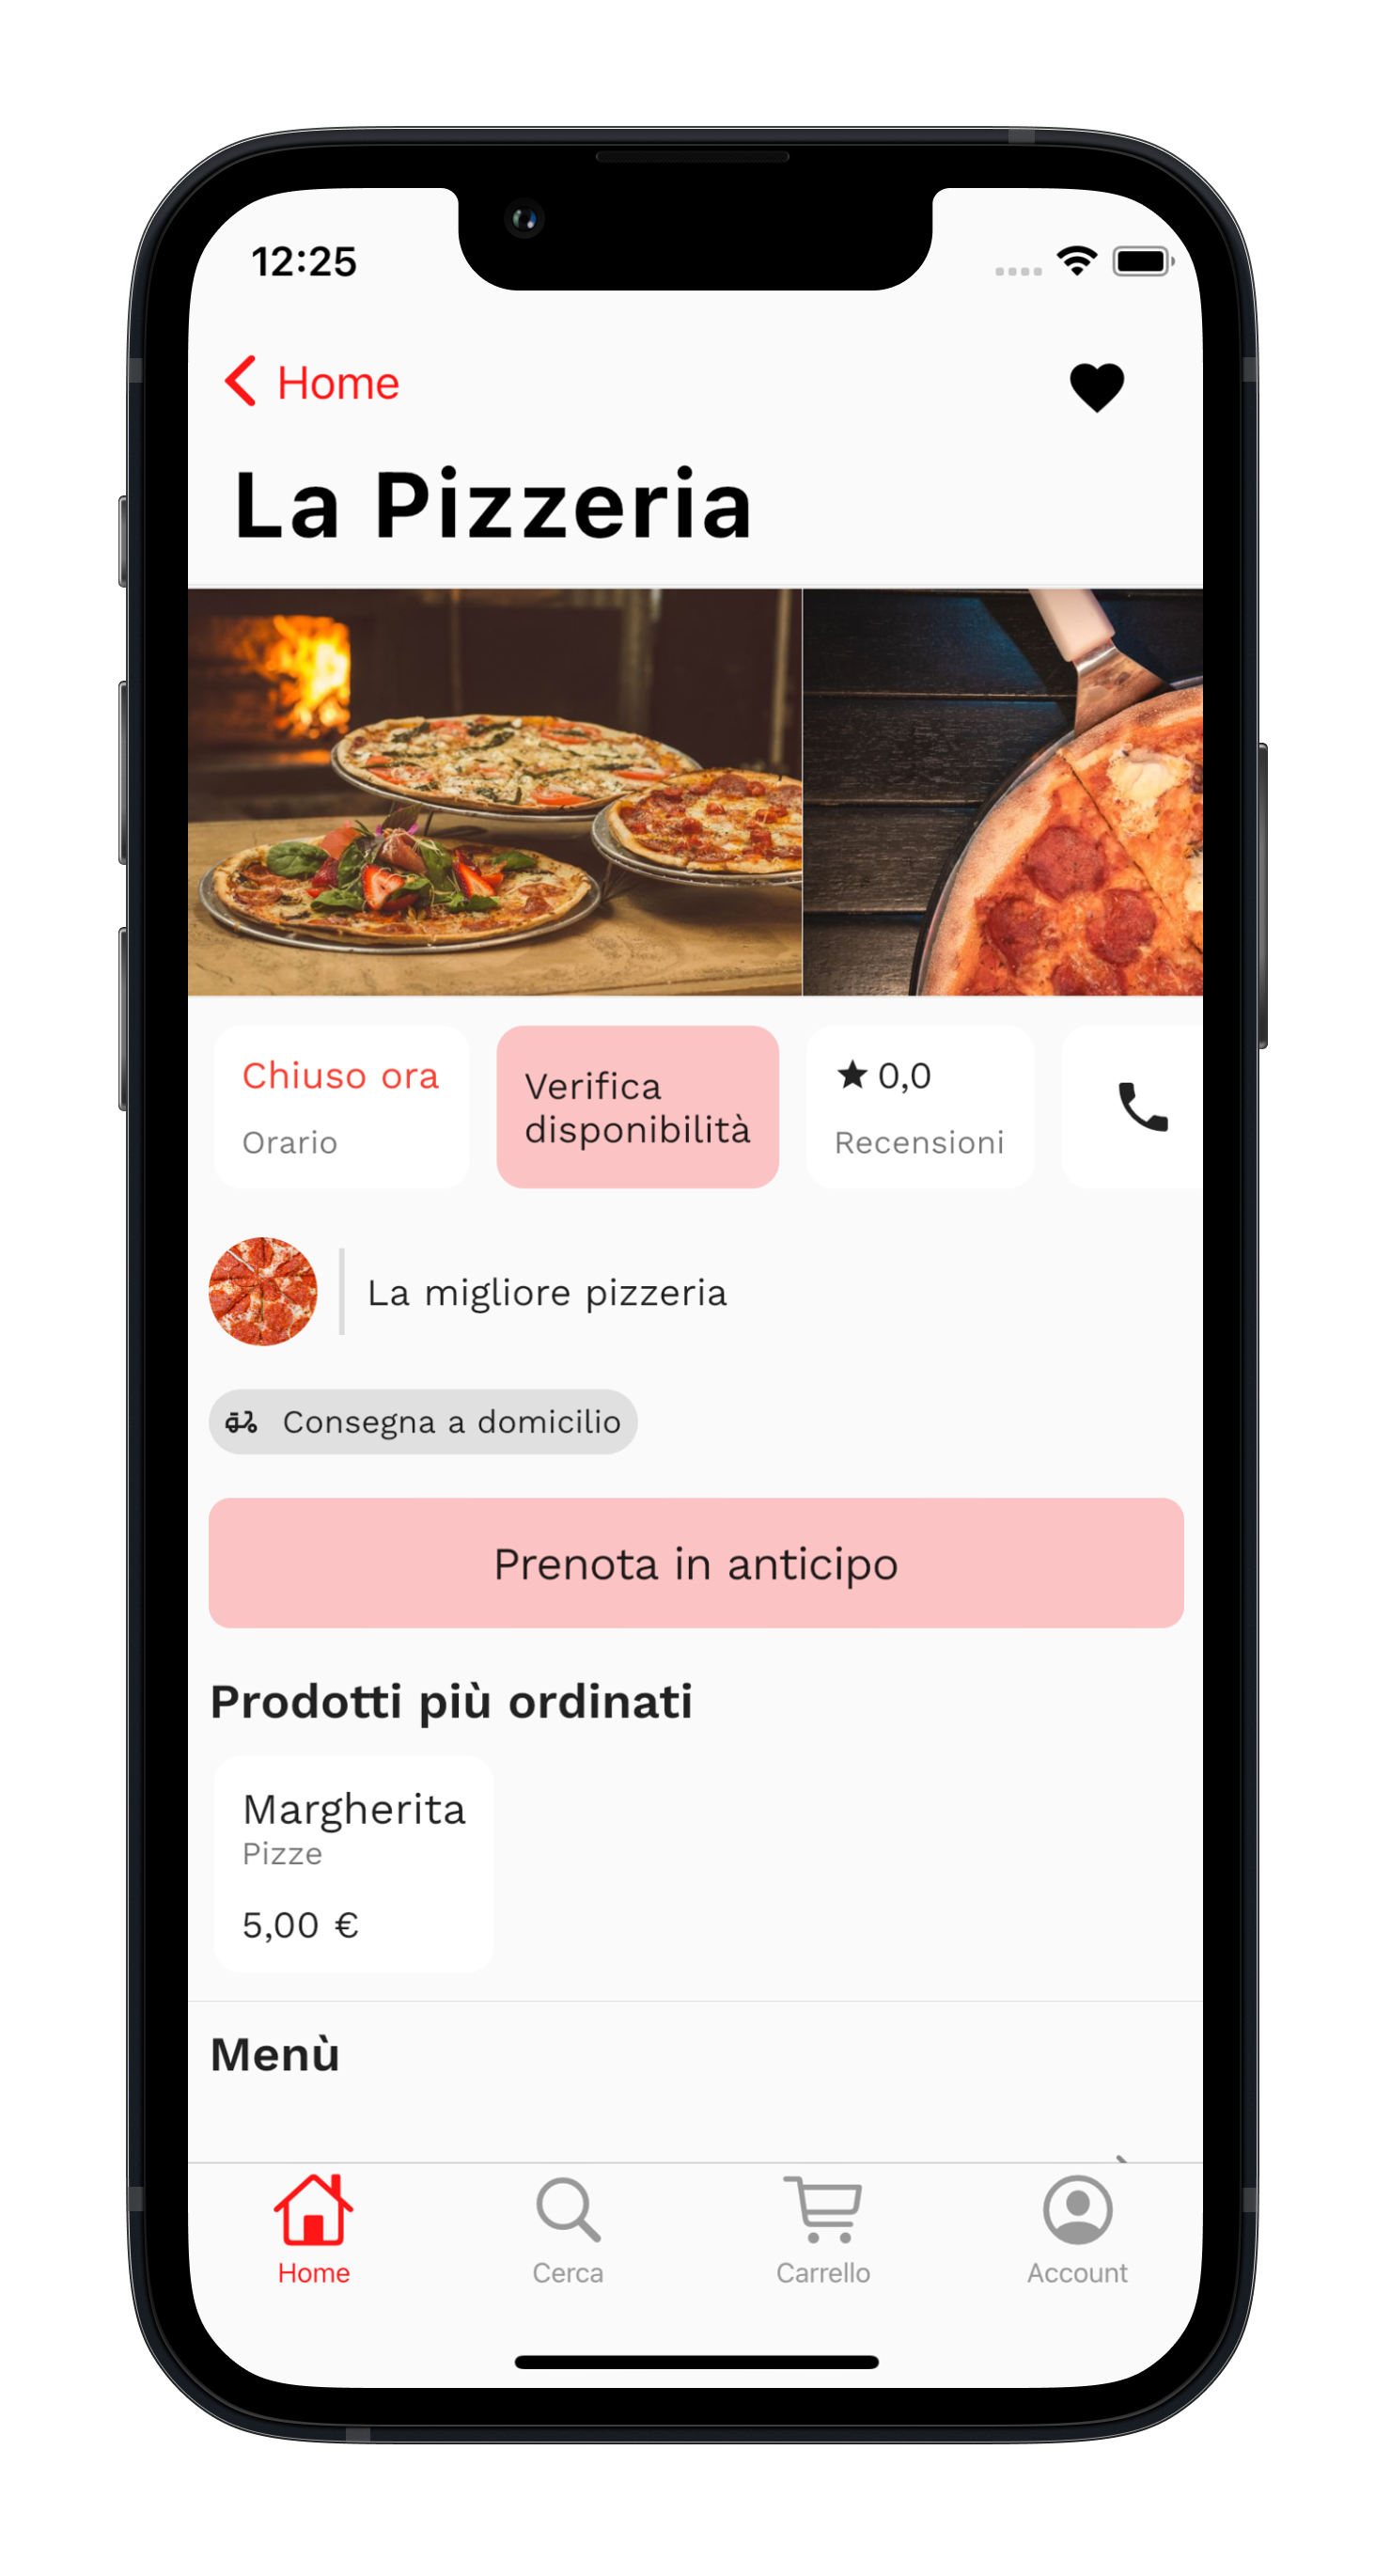 12:25
Home
La Pizzeria
Chiuso ora
Orario
Verifica
disponibilità
0,0
Recensioni
La migliore pizzeria
Consegna a domicilio
Prenota in anticipo
Prodotti più ordinati
Margherita
Pizze
5,00 €
Menù
Home
Cerca
Carrello
Account